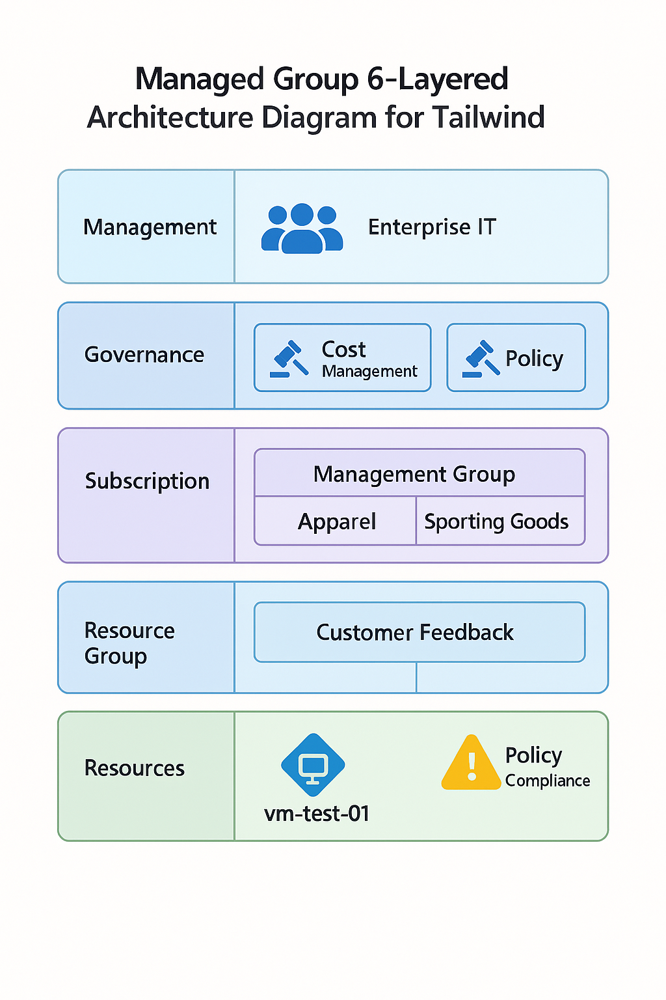 Managed Group 6-Layered
Architecture Diagram for Tailwind
Management
Enterprise IT
Governance
Cost
Management
Policy
Subscription
Management Group
Apparel
Sporting Goods
Resource
Group
Customer Feedback
Resources
vm-test-01
Policy
Compliance